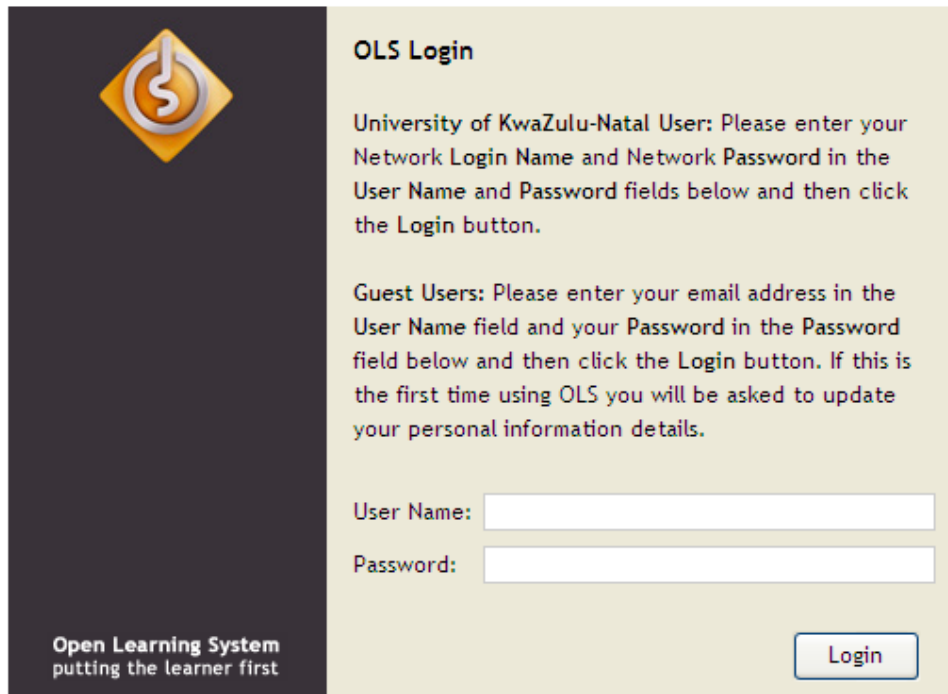 OLS Login
University of KwaZulu-Natal User: Please enter your
Network Login Name and Network Password in the
User Name and Password fields below and then click
the Login button.
Guest Users: Please enter your email address in the
User Name field and your Password in the Password
field below and then click the Login button. If this is
the first time using OLS you will be asked to update
your personal information details.
User Name:
Password:
Open Learning System
putting the learner first
Login